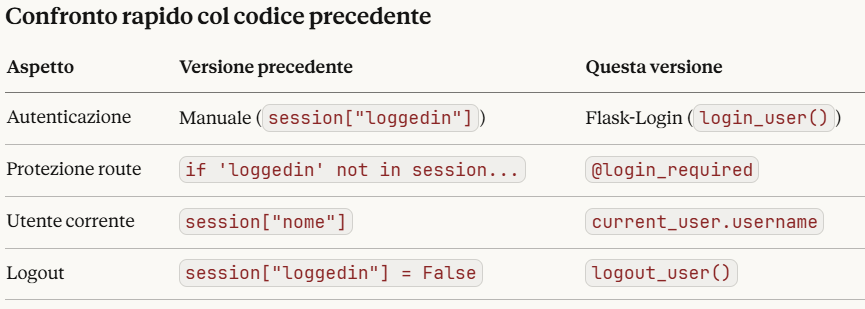 Confronto rapido col codice precedente
Aspetto Versione precedente Questa versione
Autenticazione Manuale (session["loggedin"]) Flask-Login (login_user())
Protezione route if 'loggedin' not in session... @login_required
Utente corrente session["nome"] current_user.username
Logout session["loggedin"] = False logout_user()